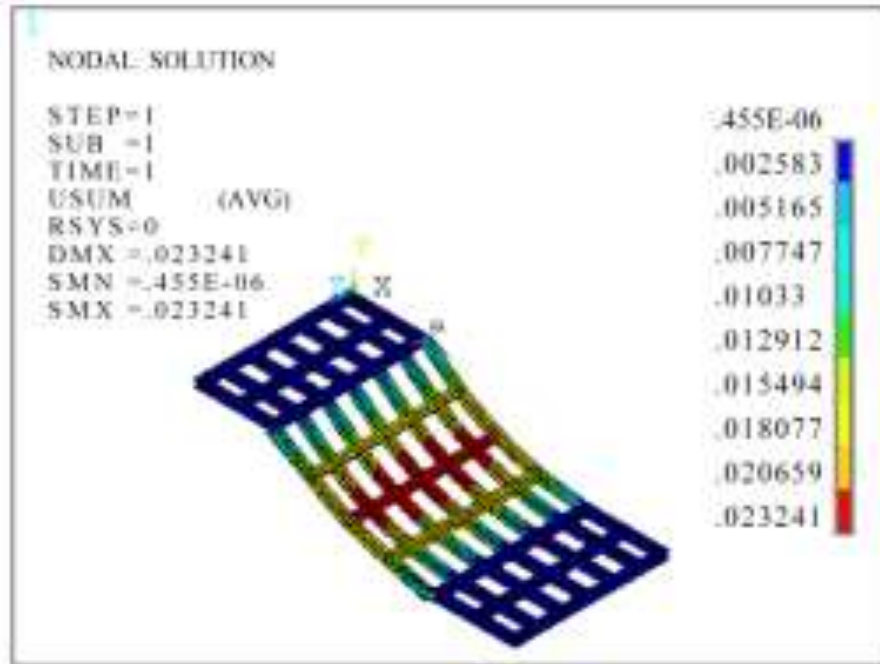 NODAL SOLUTION
STEP=1
SUB =1
TIME=1
USUM (AVG)
RSYS=0
DMX =.023241
SMN =.455E-06
SMX =.023241
X
.455E-06
.002583
.005165
.007747
.01033
.012912
.015494
.018077
.020659
.023241